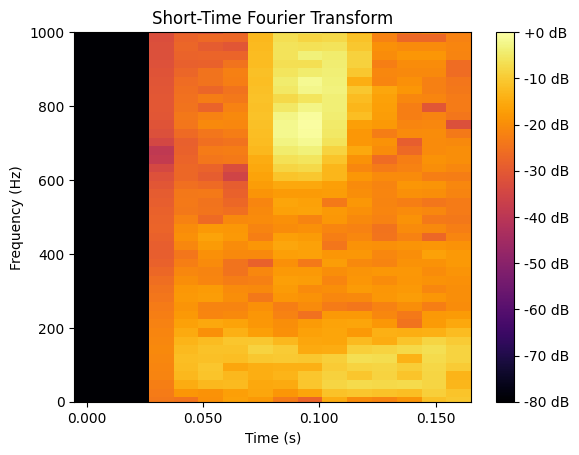 Short-Time Fourier Transform
1000
800
600
400
200
0
Frequency (Hz)
0.000
0.050
0.100
0.150
Time (s)
+0 dB
-10 dB
-20 dB
-30 dB
-40 dB
-50 dB
-60 dB
-70 dB
-80 dB